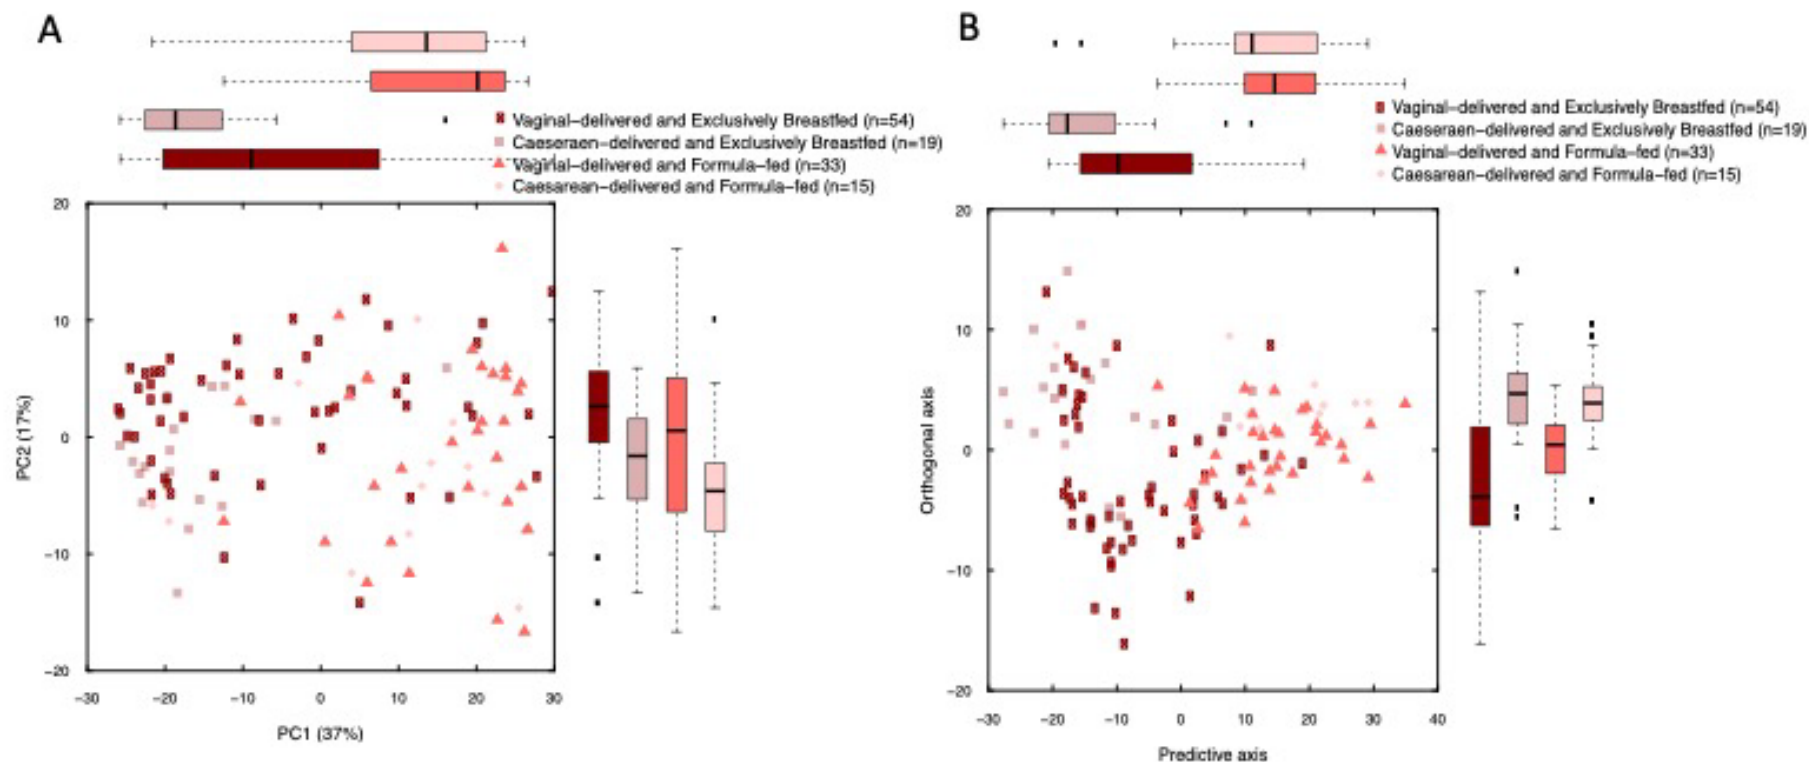 A
Vaginal-delivered and Exclusively Breastfed (n=54)
Caeseraen-delivered and Exclusively Breastfed (n=19)
Vaginal-delivered and Formula-fed (n=33)
Caesarean-delivered and Formula-fed (n=15)
20
10
0
-10
-20
PC2 (17%)
-30 -20 -10 0 10 20 30
PC1 (37%)
B
Vaginal-delivered and Exclusively Breastfed (n=54)
Caeseraen-delivered and Exclusively Breastfed (n=19)
Vaginal-delivered and Formula-fed (n=33)
Caesarean-delivered and Formula-fed (n=15)
20
10
0
-10
-20
Orthogonal axis
-30 -20 -10 0 10 20 30 40
Predictive axis